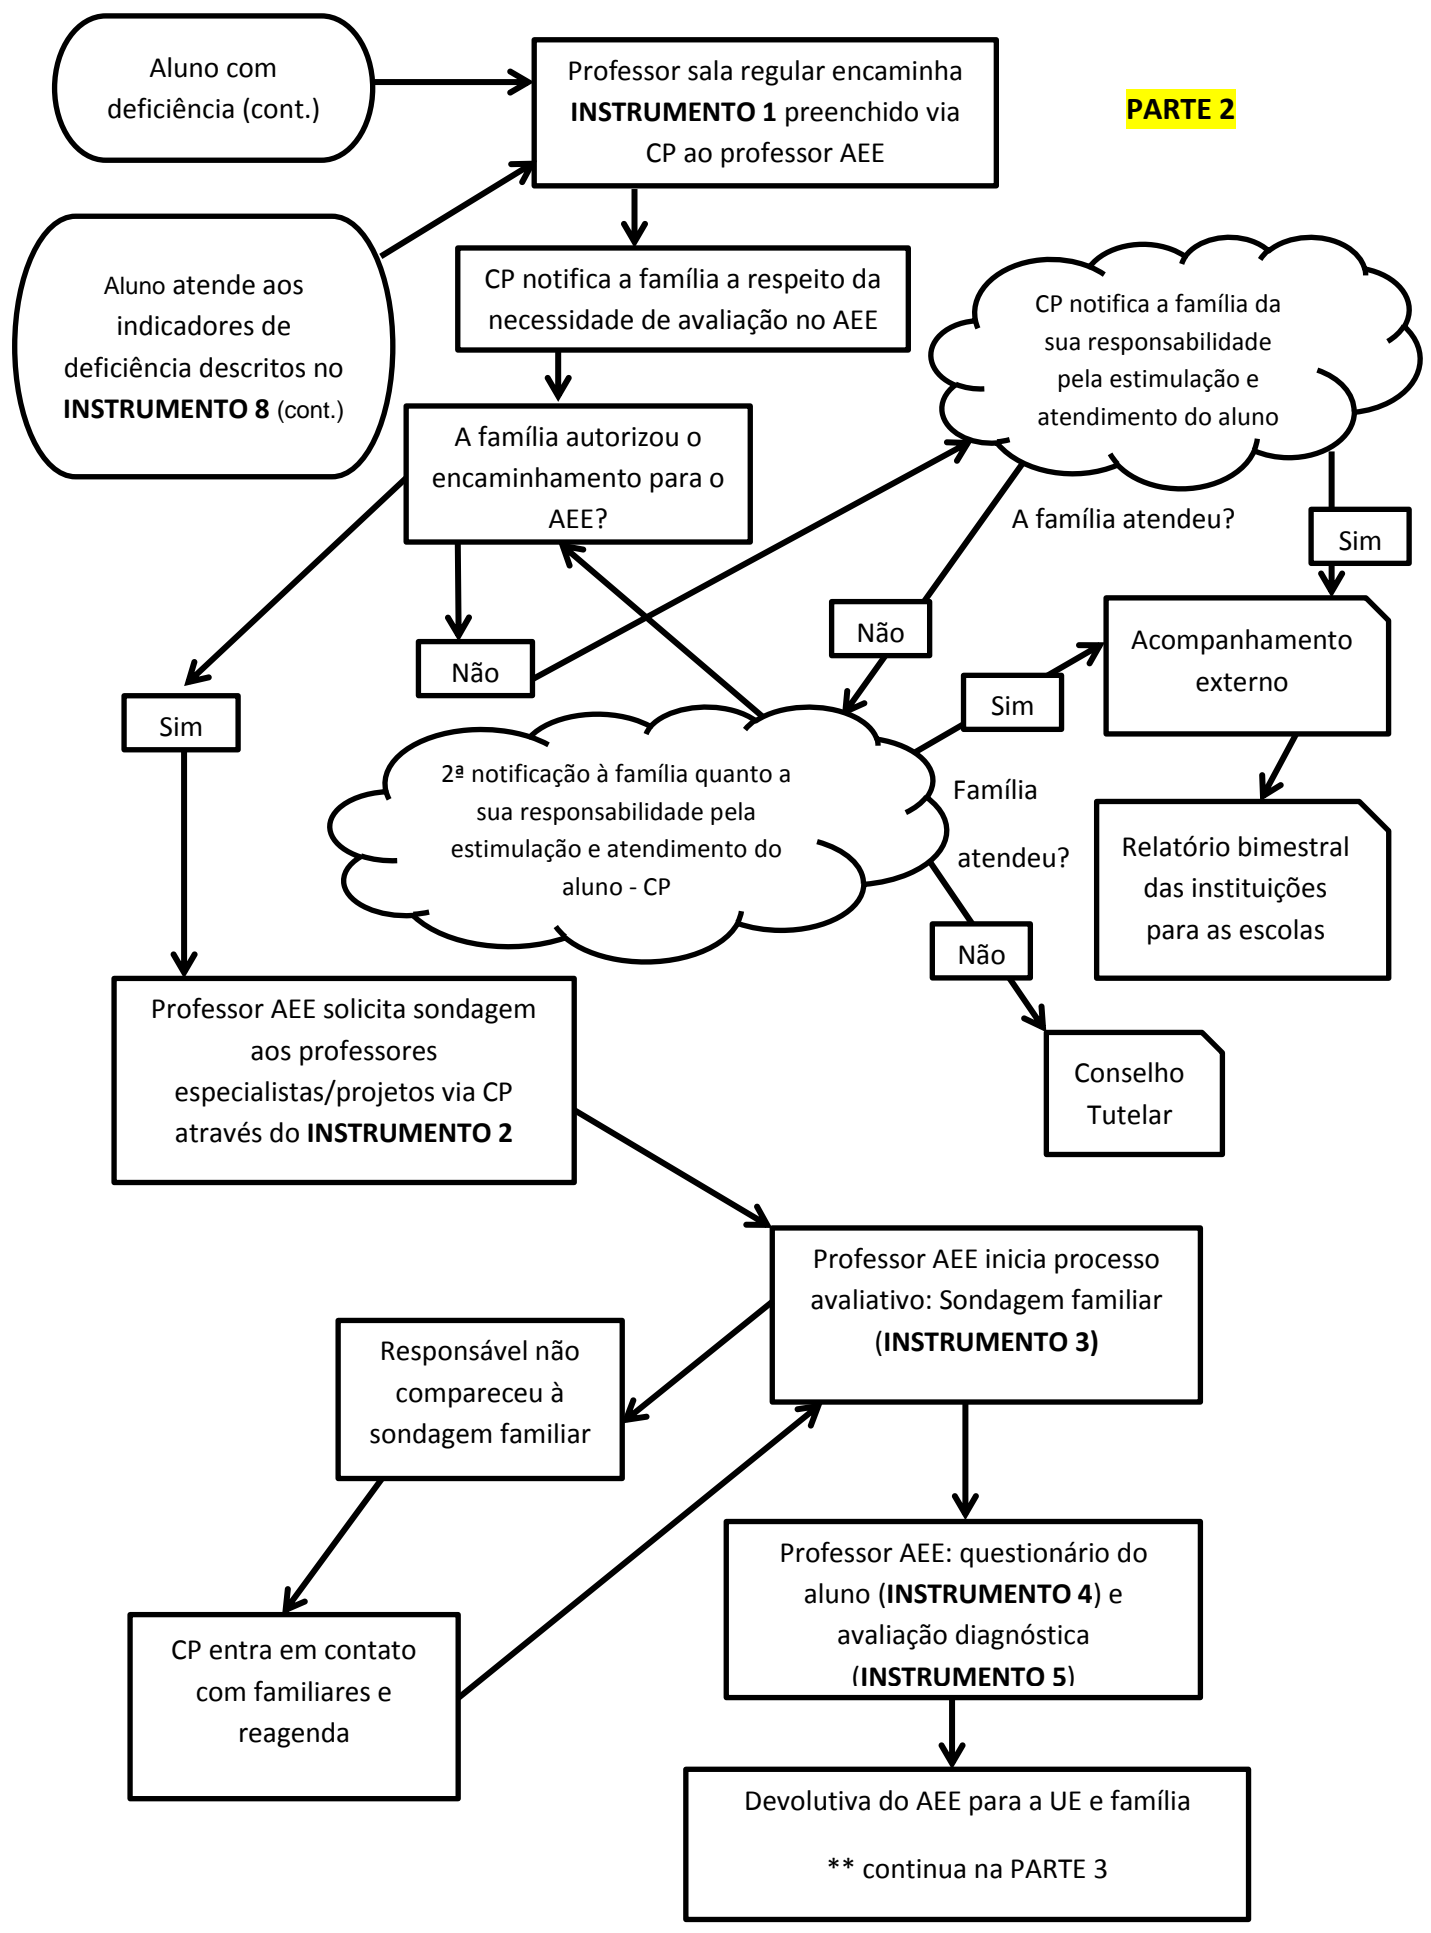 Aluno com
deficiência (cont.)
Professor sala regular encaminha
INSTRUMENTO 1 preenchido via
CP ao professor AEE
PARTE 2
Aluno atende aos
indicadores de
deficiência descritos no
INSTRUMENTO 8 (cont.)
CP notifica a família a respeito da
necessidade de avaliação no AEE
CP notifica a família da
sua responsabilidade
pela estimulação e
atendimento do aluno
A família autorizou o
encaminhamento para o
AEE?
A família atendeu?
Sim
Não
Não
Sim
Acompanhamento
externo
Sim
2ª notificação à família quanto a
sua responsabilidade pela
estimulação e atendimento do
aluno - CP
Família
atendeu?
Relatório bimestral
das instituições
para as escolas
Não
Conselho
Tutelar
Professor AEE solicita sondagem
aos professores
especialistas/projetos via CP
através do INSTRUMENTO 2
Professor AEE inicia processo
avaliativo: Sondagem familiar
(INSTRUMENTO 3)
Responsável não
compareceu à
sondagem familiar
Professor AEE: questionário do
aluno (INSTRUMENTO 4) e
avaliação diagnóstica
(INSTRUMENTO 5)
CP entra em contato
com familiares e
reagenda
Devolutiva do AEE para a UE e família
** continua na PARTE 3